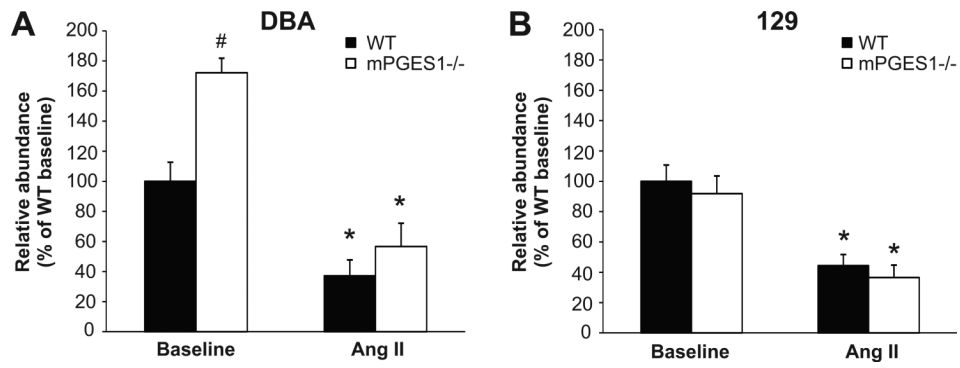 A
DBA
WT
mPGES1-/-
Relative abundance
(% of WT baseline)
200
180
160
140
120
100
80
60
40
20
0
#
*
*
Baseline
Ang II
B
129
WT
mPGES1-/-
Relative abundance
(% of WT baseline)
200
180
160
140
120
100
80
60
40
20
0
*
*
Baseline
Ang II